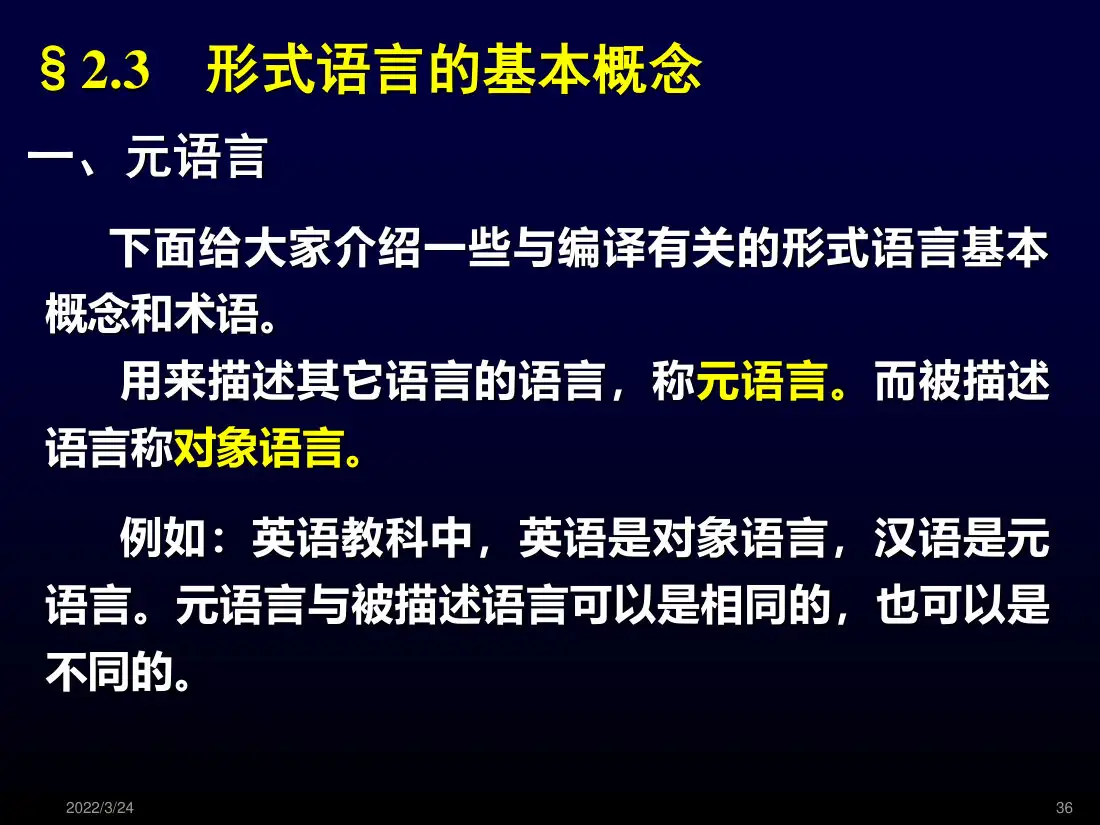 §2.3 形式语言的基本概念
一、元语言
下面给大家介绍一些与编译有关的形式语言基本
概念和术语。
用来描述其它语言的语言，称元语言。而被描述
语言称对象语言。
例如：英语教科中，英语是对象语言，汉语是元
语言。元语言与被描述语言可以是相同的，也可以是
不同的。
2022/3/24
36